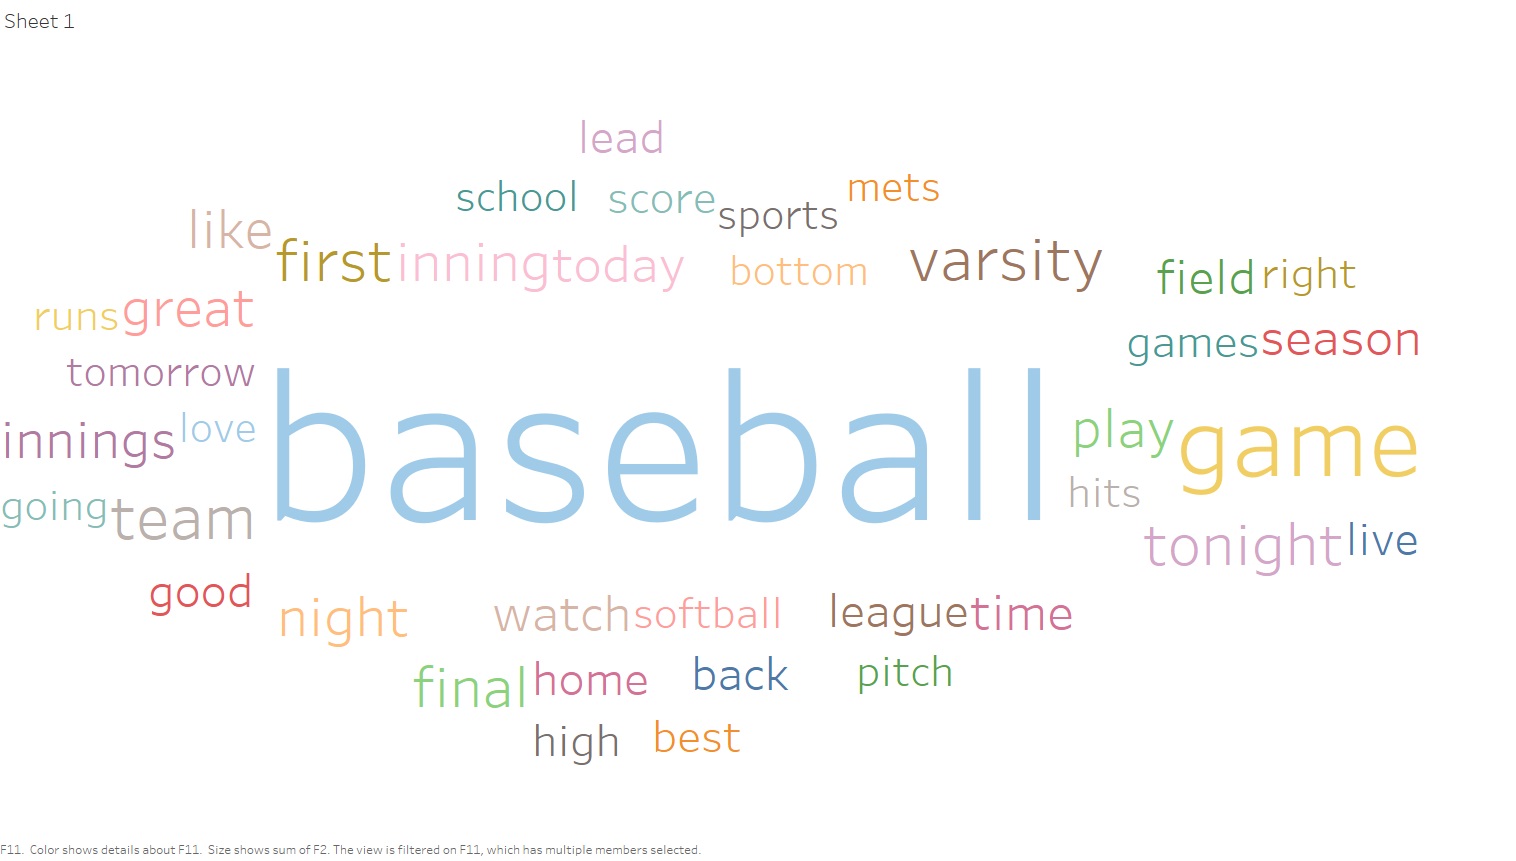 Sheet 1
lead
school score sports mets
like first inning today bottom varsity field right
runs great games season
tomorrow
innings love baseball play game
going team hits
tonight live
good night watch softball league time
final home back pitch
high best
F11. Color shows details about F11. Size shows sum of F2. The view is filtered on F11, which has multiple members selected.